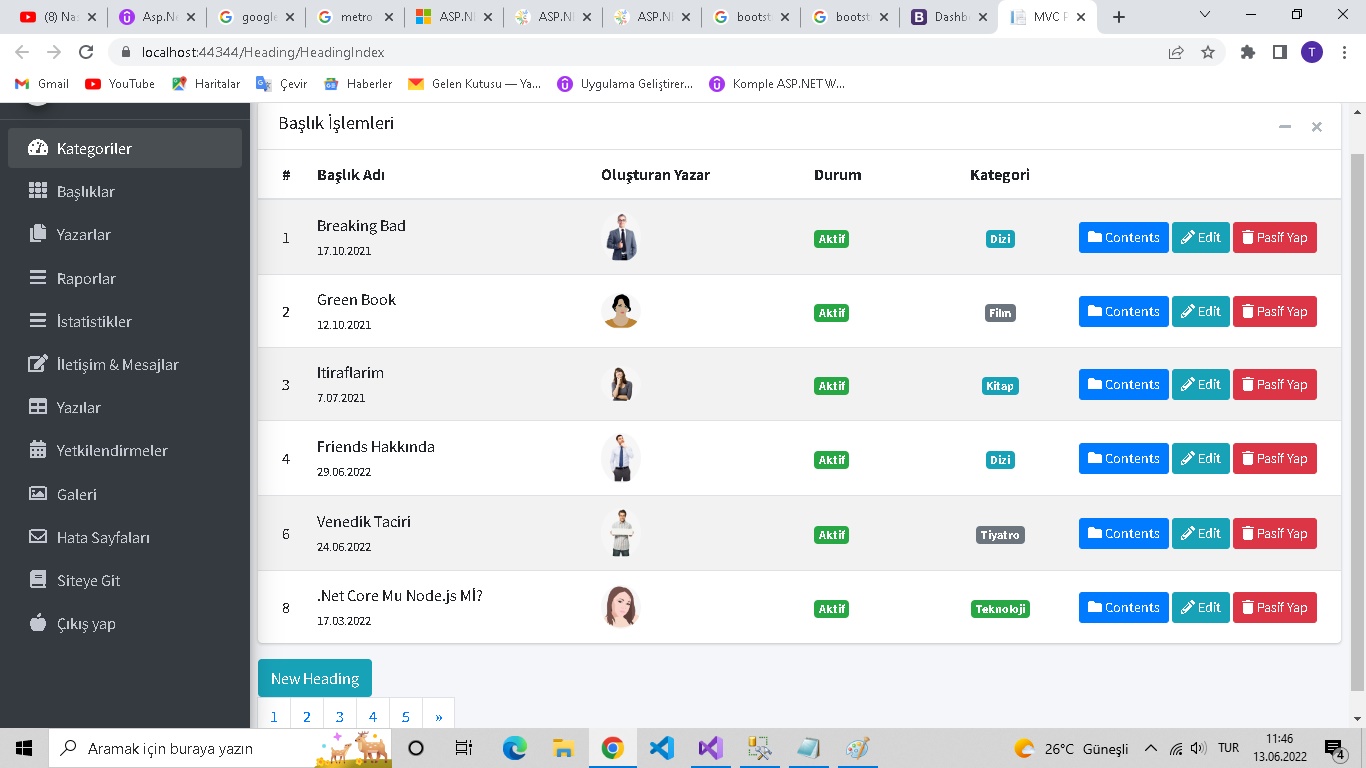 (8) Na
Asp.N
google
metro
ASP.NE
ASP.NE
ASP.NE
bootst
bootst
Dashb
MVC P
localhost:44344/Heading/HeadingIndex
T
Gmail
YouTube
Haritalar
Çevir
Haberler
Gelen Kutusu — Ya...
Uygulama Geliştirer...
Komple ASP.NET W...
Kategoriler
Başlıklar
Yazarlar
Raporlar
İstatistikler
İletişim & Mesajlar
Yazılar
Yetkilendirmeler
Galeri
Hata Sayfaları
Siteye Git
Çıkış yap
Başlık İşlemleri
# Başlık Adı Oluşturan Yazar Durum Kategori
1 Breaking Bad Aktif Dizi Contents Edit Pasif Yap
17.10.2021
2 Green Book Aktif Film Contents Edit Pasif Yap
12.10.2021
3 Itiraflarim Aktif Kitap Contents Edit Pasif Yap
7.07.2021
4 Friends Hakkında Aktif Dizi Contents Edit Pasif Yap
29.06.2022
6 Venedik Taciri Aktif Tiyatro Contents Edit Pasif Yap
24.06.2022
8 .Net Core Mu Node.js Mİ? Aktif Teknoloji Contents Edit Pasif Yap
17.03.2022
New Heading
1 2 3 4 5 »
Aramak için buraya yazın
26°C Güneşli
TUR
11:46
13.06.2022
4